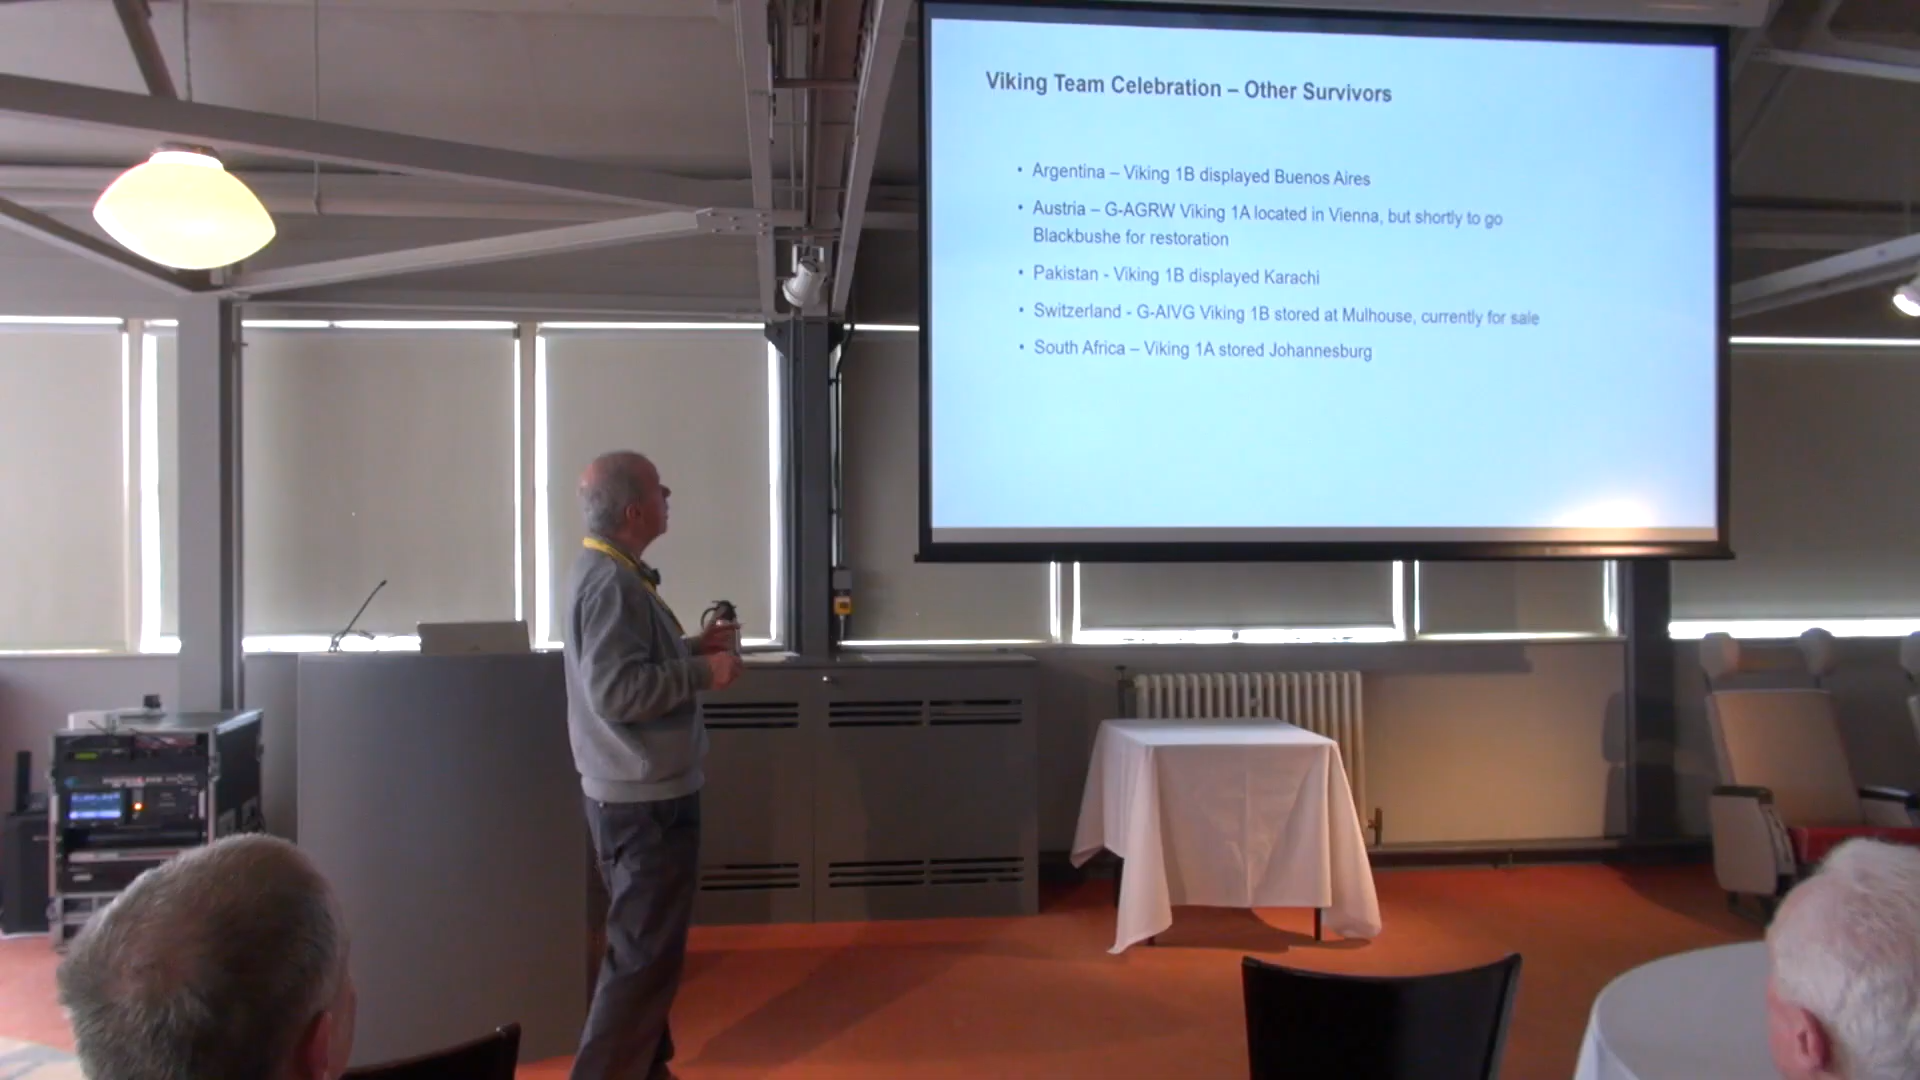 Viking Team Celebration – Other Survivors
• Argentina – Viking 1B displayed Buenos Aires
• Austria – G-AGRW Viking 1A located in Vienna, but shortly to go
Blackbushe for restoration
• Pakistan - Viking 1B displayed Karachi
• Switzerland - G-AIVG Viking 1B stored at Mulhouse, currently for sale
• South Africa – Viking 1A stored Johannesburg